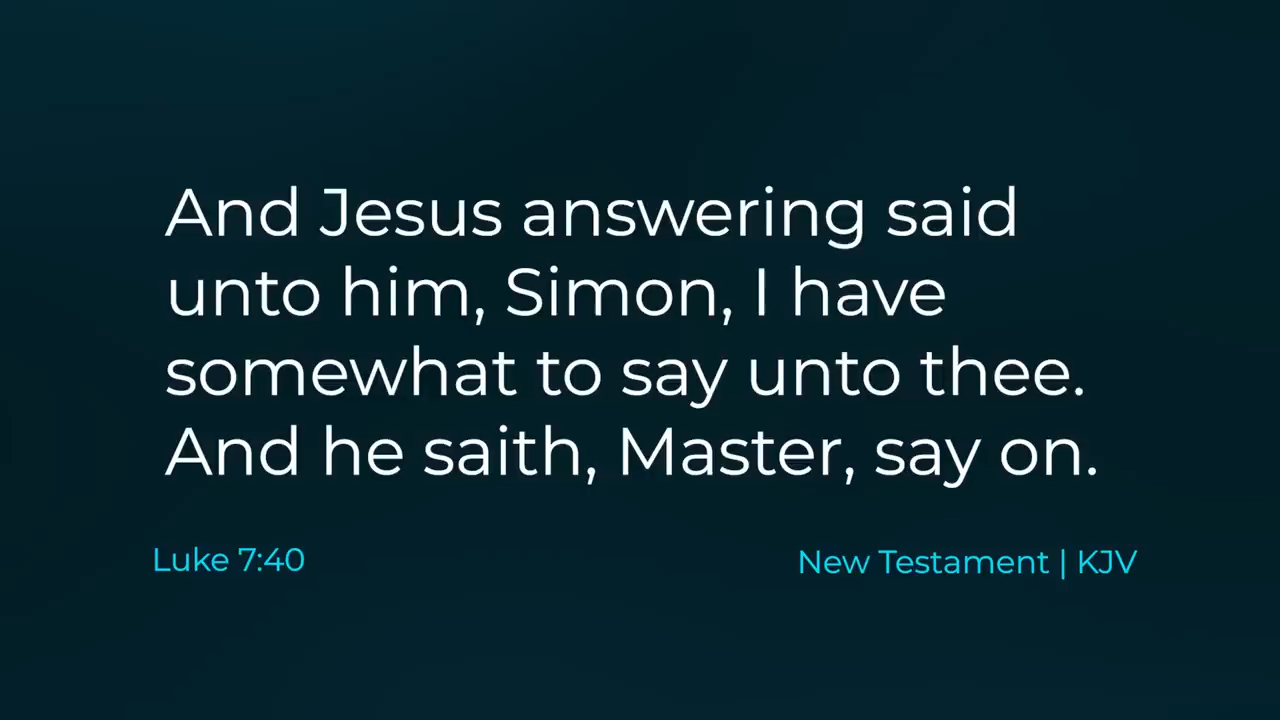 And Jesus answering said
unto him, Simon, I have
somewhat to say unto thee.
And he saith, Master, say on.
Luke 7:40
New Testament | KJV